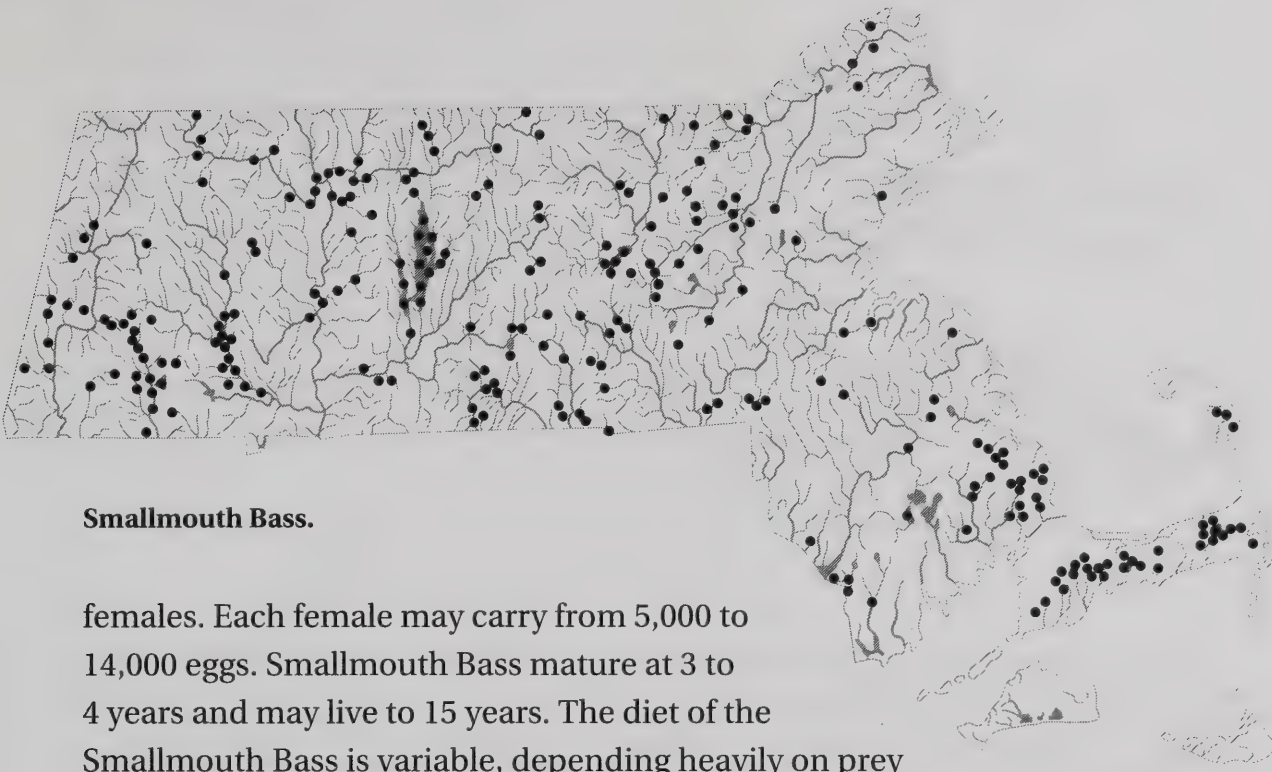 Smallmouth Bass.
females. Each female may carry from 5,000 to
14,000 eggs. Smallmouth Bass mature at 3 to
4 years and may live to 15 years. The diet of the
Smallmouth Bass is variable, depending heavily on prey